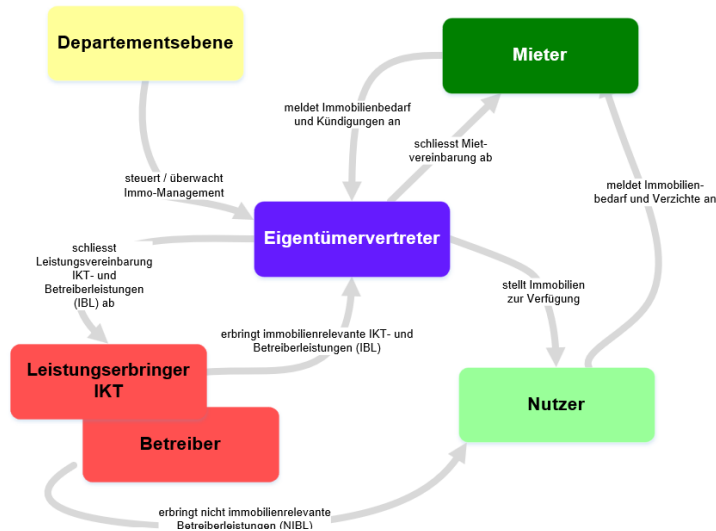 Departementsebene
Mieter
meldet Immobilienbedarf
und Kündigungen an
schliesst Miet-
vereinbarung ab
steuert / überwacht
Immo-Management
meldet Immobilien-
bedarf und Verzichte an
Eigentümervertreter
schliesst
Leistungsvereinbarung
IKT- und
Betreiberleistungen
(IBL) ab
stellt Immobilien
zur Verfügung
erbringt immobilienrelevante IKT- und
Betreiberleistungen (IBL)
Leistungserbringer
IKT
Nutzer
Betreiber
erbringt nicht immobilienrelevante
Betreiberleistungen (NIBL)